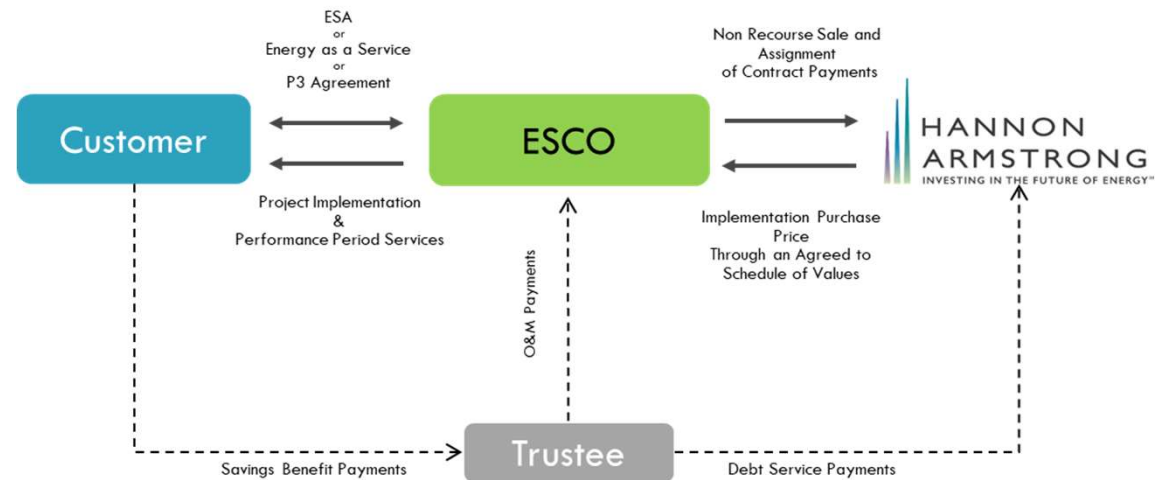 ESA
or
Energy as a Service
or
P3 Agreement
Non Recourse Sale and
Assignment
of Contract Payments
Customer
ESCO
HANNON
ARMSTRONG
INVESTING IN THE FUTURE OF ENERGY℠
Project Implementation
&
Performance Period Services
Implementation Purchase
Price
Through an Agreed to
Schedule of Values
O&M Payments
Trustee
Savings Benefit Payments
Debt Service Payments